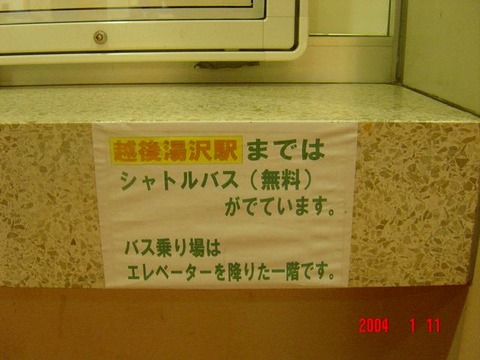 越後湯沢駅までは
シャトルバス(無料)
がでています。
バス乗り場は
エレベーターを降りた一階です。
2004 1 11